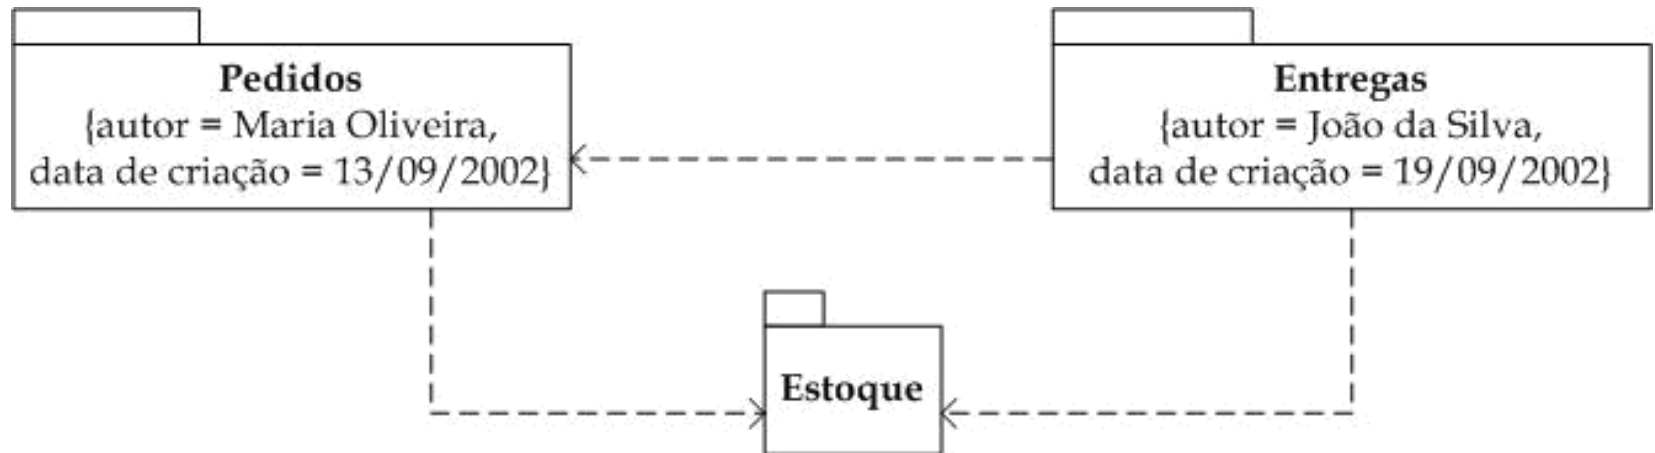 Pedidos
{autor = Maria Oliveira,
data de criação = 13/09/2002}
Entregas
{autor = João da Silva,
data de criação = 19/09/2002}
Estoque